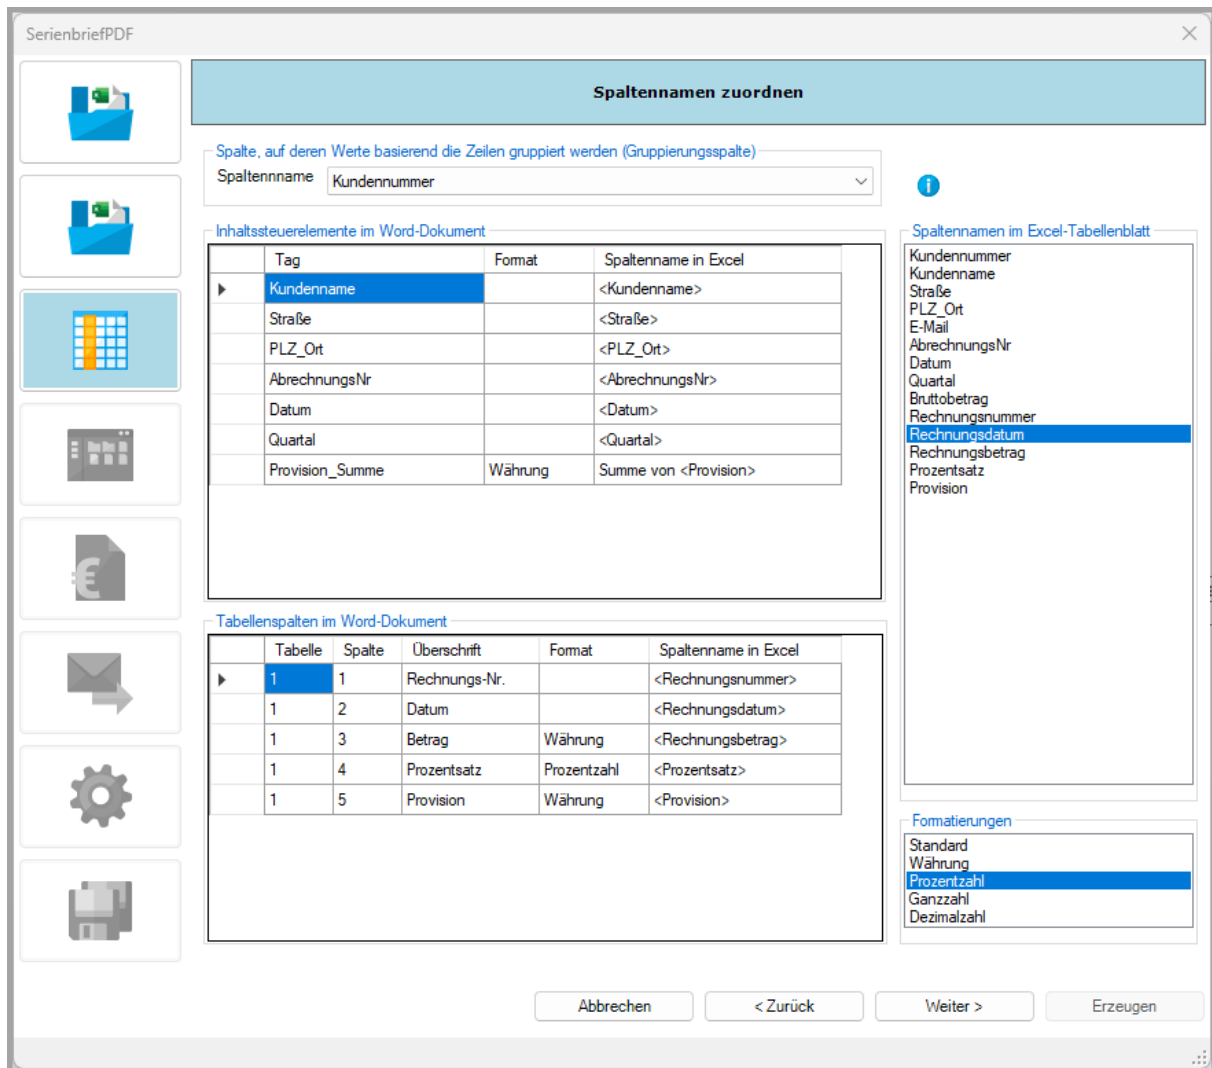 SerienbriefPDF
Spaltennamen zuordnen
Spalte, auf deren Werte basierend die Zeilen gruppiert werden (Gruppierungsspalte)
Spaltennname Kundennummer
Inhaltssteuerelemente im Word-Dokument
Tag Format Spaltenname in Excel
Kundenname <Kundenname>
Straße <Straße>
PLZ_Ort <PLZ_Ort>
AbrechnungsNr <AbrechnungsNr>
Datum <Datum>
Quartal <Quartal>
Provision_Summe Währung Summe von <Provision>
Tabellenspalten im Word-Dokument
Tabelle Spalte Überschrift Format Spaltenname in Excel
1 1 Rechnungs-Nr. <Rechnungsnummer>
1 2 Datum <Rechnungsdatum>
1 3 Betrag Währung <Rechnungsbetrag>
1 4 Prozentsatz Prozentzahl <Prozentsatz>
1 5 Provision Währung <Provision>
Spaltennamen im Excel-Tabellenblatt
Kundennummer
Kundenname
Straße
PLZ_Ort
E-Mail
AbrechnungsNr
Datum
Quartal
Bruttobetrag
Rechnungsnummer
Rechnungsdatum
Rechnungsbetrag
Prozentsatz
Provision
Formatierungen
Standard
Währung
Prozentzahl
Ganzzahl
Dezimalzahl
Abbrechen
< Zurück
Weiter >
Erzeugen